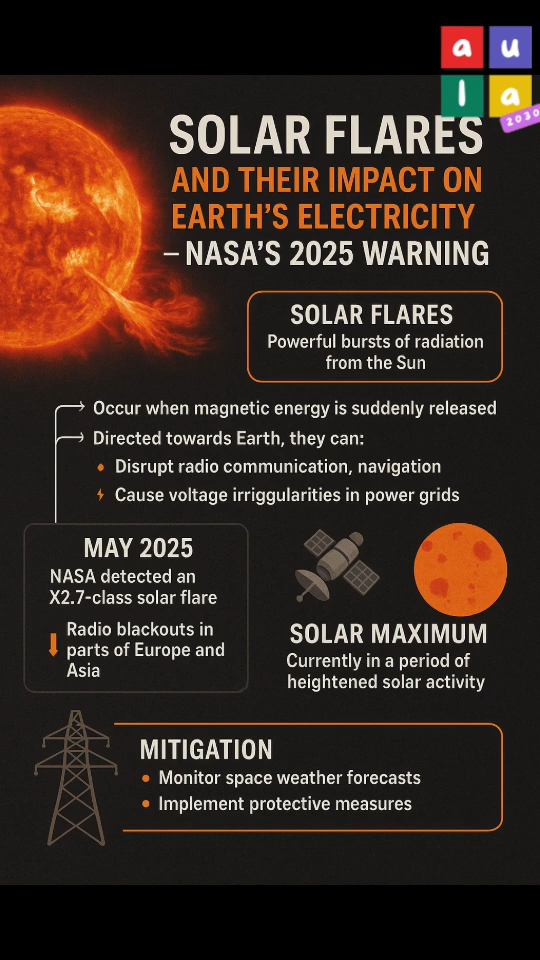 a u
l a
2030
SOLAR FLARES
AND THEIR IMPACT ON
EARTH'S ELECTRICITY
– NASA'S 2025 WARNING
SOLAR FLARES
Powerful bursts of radiation
from the Sun
Occur when magnetic energy is suddenly released
Directed towards Earth, they can:
Disrupt radio communication, navigation
Cause voltage irriggularities in power grids
MAY 2025
NASA detected an
X2.7-class solar flare
Radio blackouts in
parts of Europe and
Asia
SOLAR MAXIMUM
Currently in a period of
heightened solar activity
MITIGATION
• Monitor space weather forecasts
• Implement protective measures